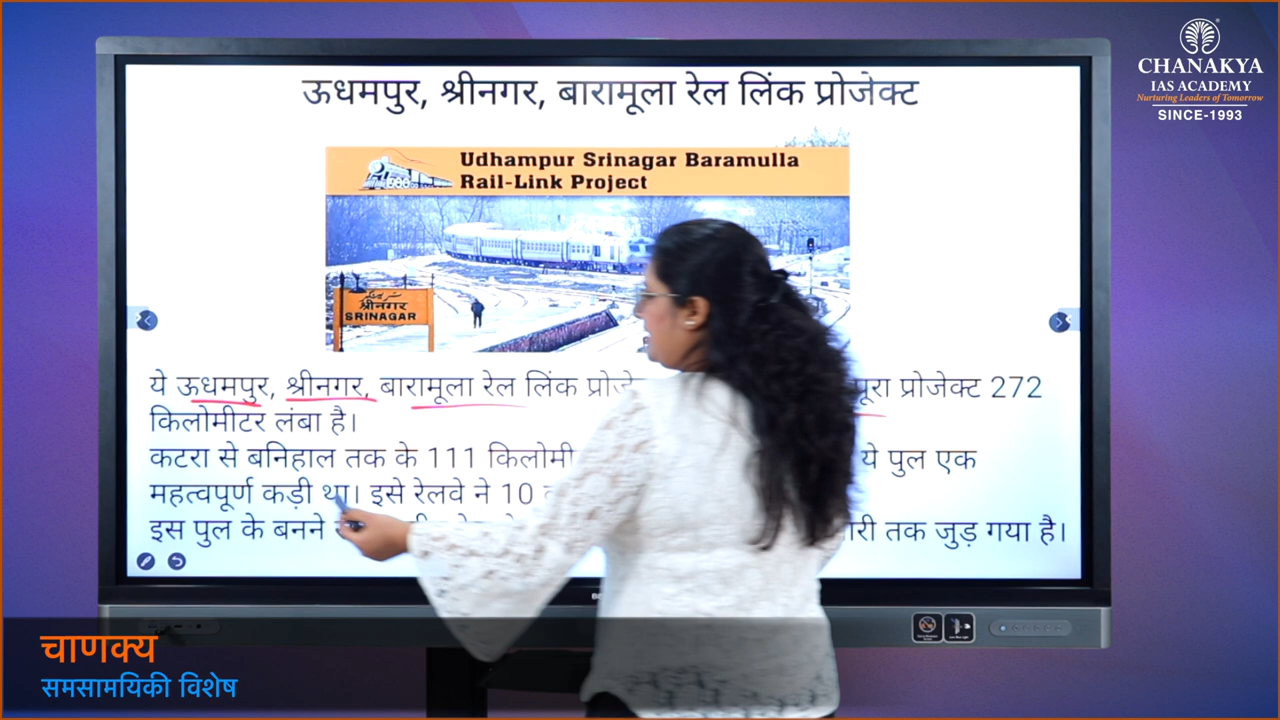 ऊधमपुर, श्रीनगर, बारामूला रेल लिंक प्रोजेक्ट
Udhampur Srinagar Baramulla
Rail-Link Project
श्रीनगर
SRINAGAR
ये ऊधमपुर, श्रीनगर, बारामूला रेल लिंक पूरा प्रोजेक्ट 272
किलोमीटर लंबा है।
कटरा से बनिहाल तक के 111 ये पुल एक
महत्वपूर्ण कड़ी था। इसे रेलवे ने 10
इस पुल के बनने तक जुड़ गया है।
CHANAKYA
IAS ACADEMY
Nurturing Leaders of Tomorrow
SINCE-1993
चाणक्य
समसामयिकी विशेष